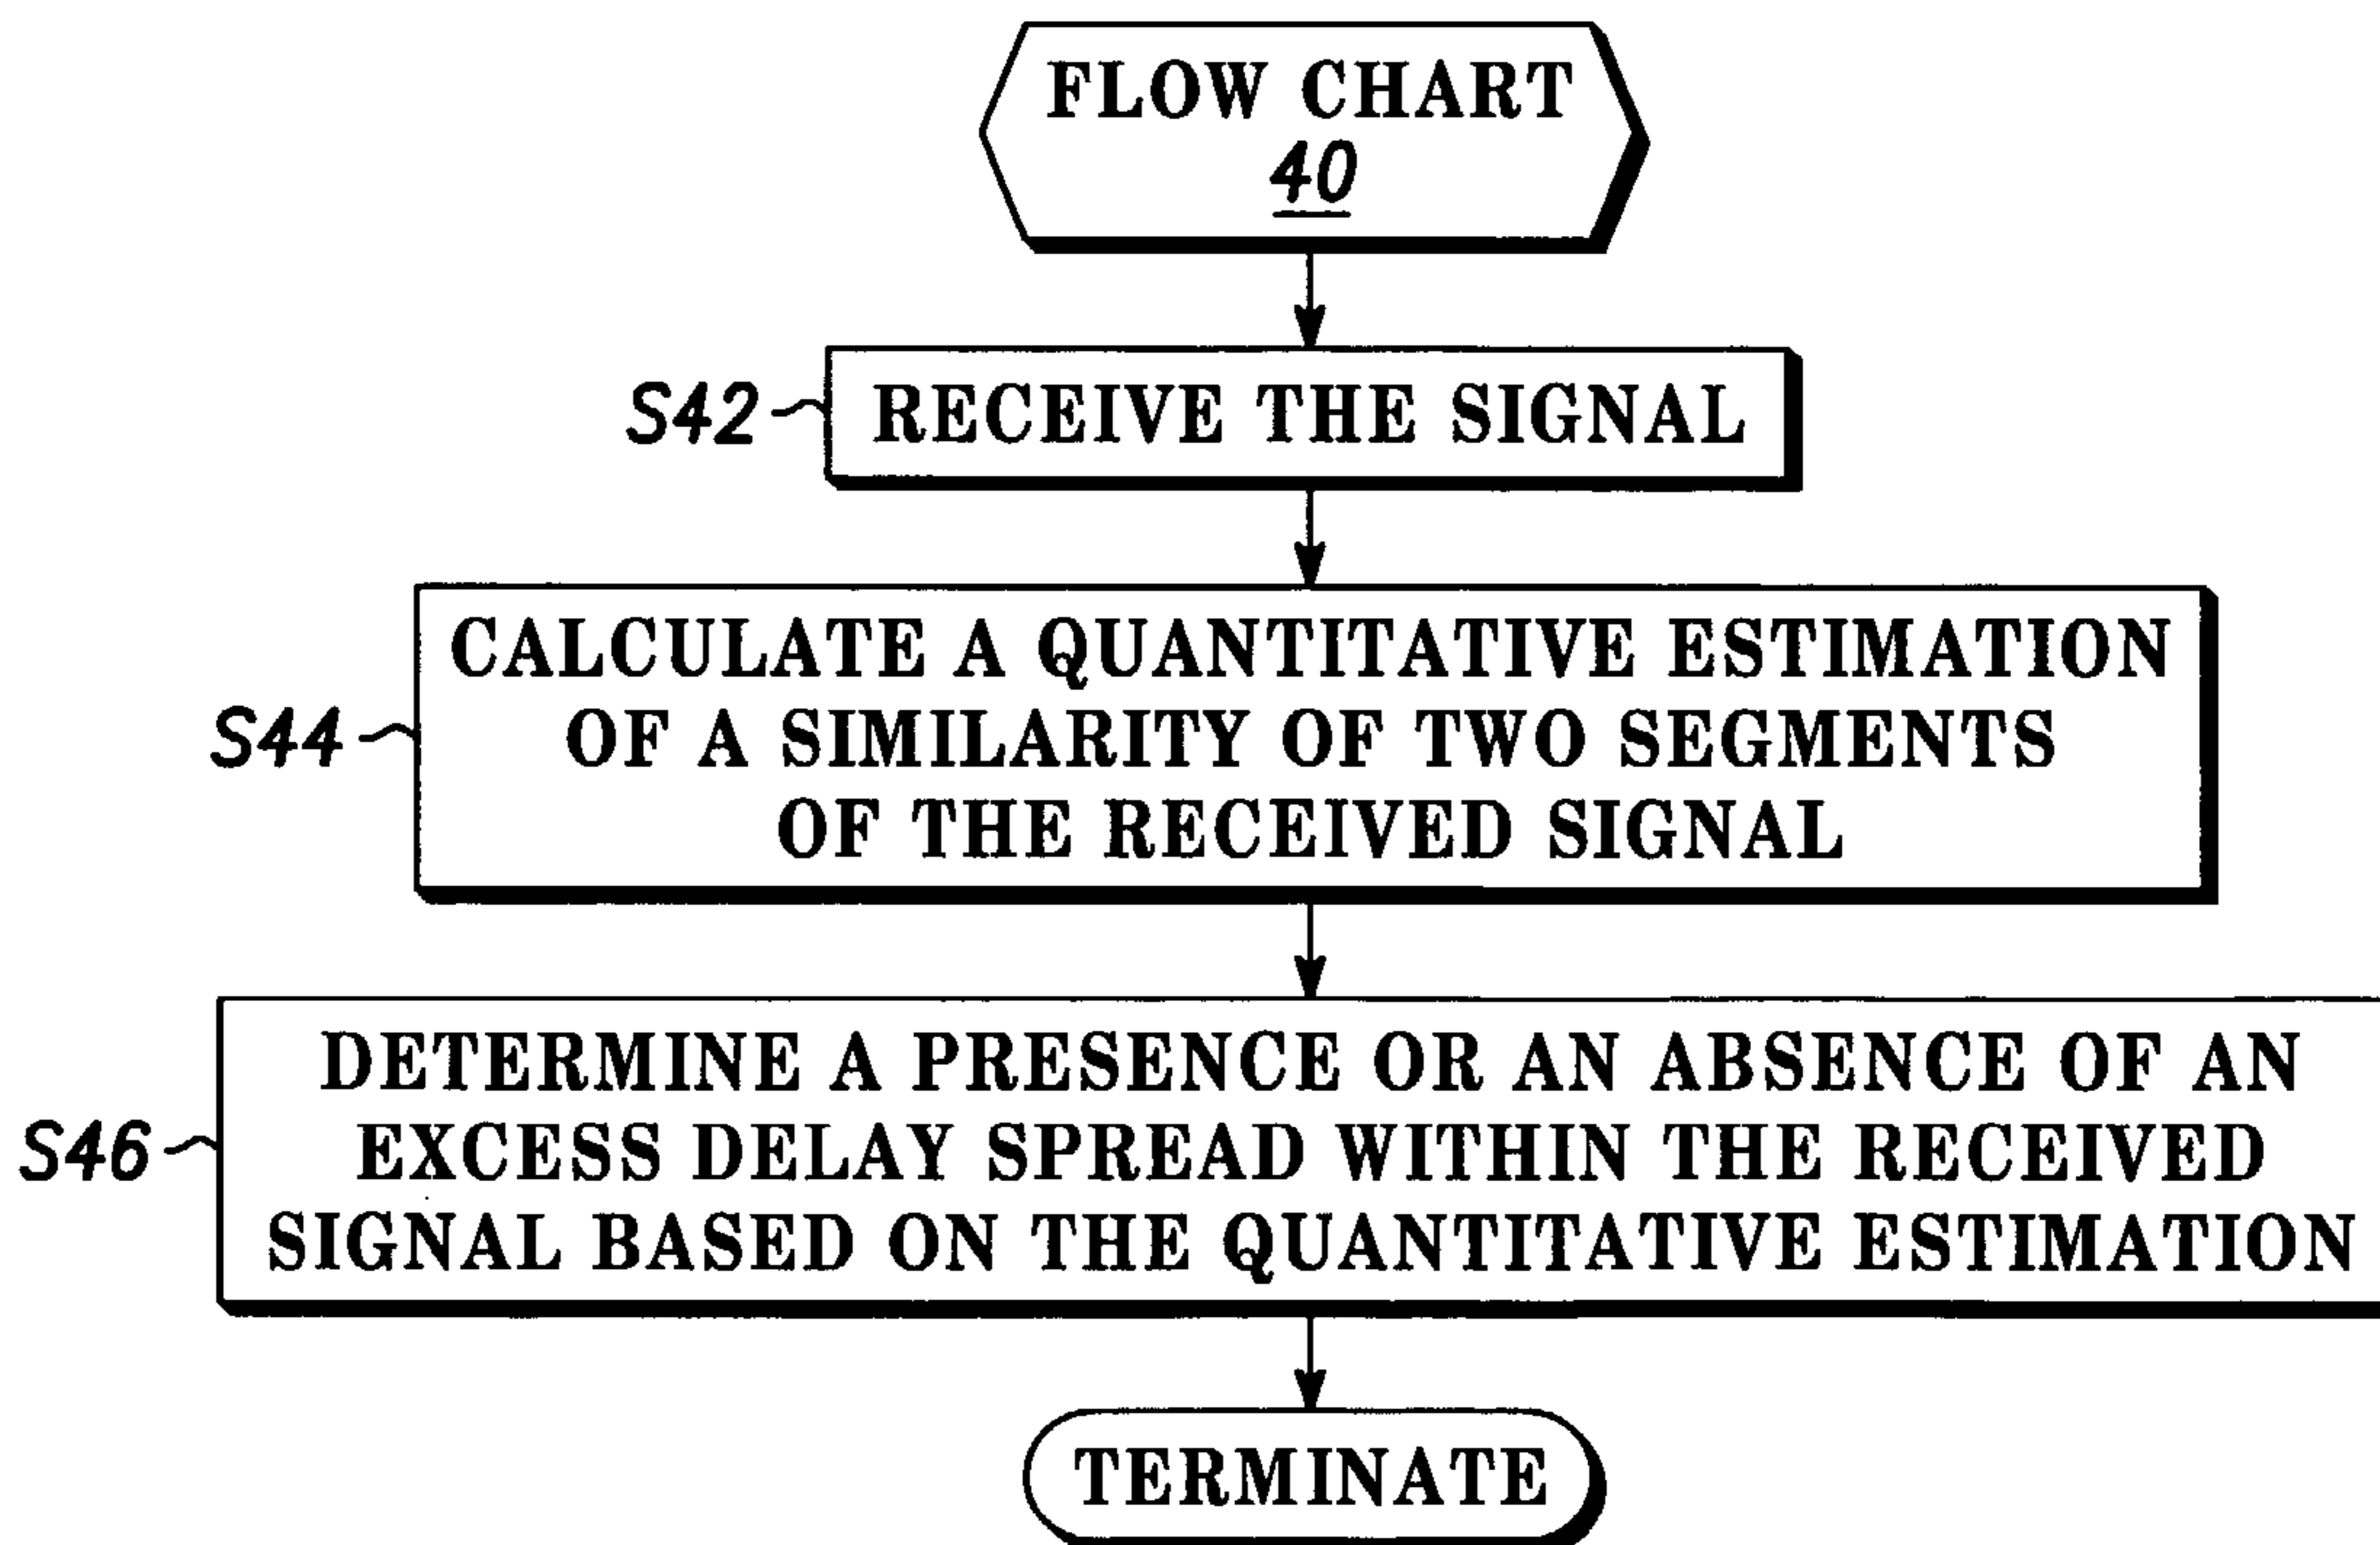 FLOW CHART
40
S42
RECEIVE THE SIGNAL
S44
CALCULATE A QUANTITATIVE ESTIMATION
OF A SIMILARITY OF TWO SEGMENTS
OF THE RECEIVED SIGNAL
S46
DETERMINE A PRESENCE OR AN ABSENCE OF AN
EXCESS DELAY SPREAD WITHIN THE RECEIVED
SIGNAL BASED ON THE QUANTITATIVE ESTIMATION
TERMINATE